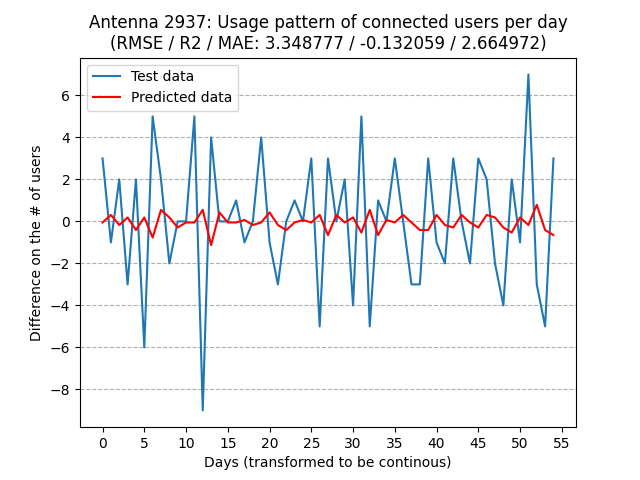 Antenna 2937: Usage pattern of connected users per day
(RMSE / R2 / MAE: 3.348777 / -0.132059 / 2.664972)
Test data
Predicted data
Difference on the # of users
6
4
2
0
−2
−4
−6
−8
0 5 10 15 20 25 30 35 40 45 50 55
Days (transformed to be continous)